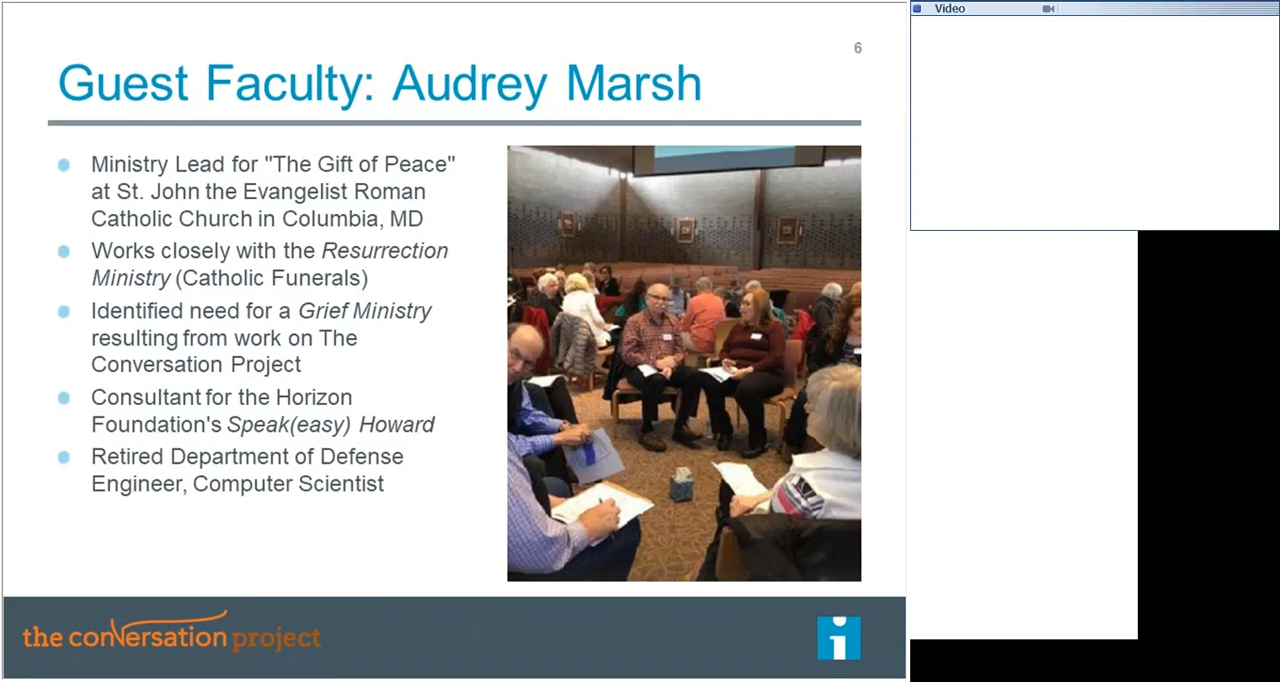 Video
6
Guest Faculty: Audrey Marsh
Ministry Lead for "The Gift of Peace"
at St. John the Evangelist Roman
Catholic Church in Columbia, MD
Works closely with the Resurrection
Ministry (Catholic Funerals)
Identified need for a Grief Ministry
resulting from work on The
Conversation Project
Consultant for the Horizon
Foundation's Speak(easy) Howard
Retired Department of Defense
Engineer, Computer Scientist
the conversation project
i